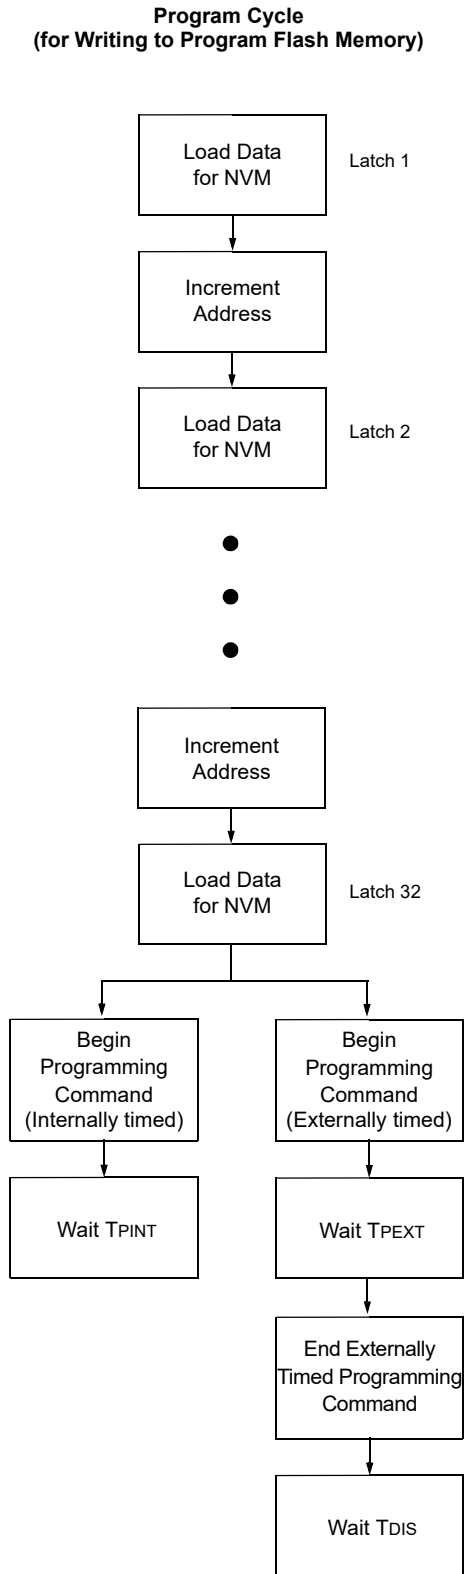 Program Cycle
(for Writing to Program Flash Memory)
Load Data
for NVM
Latch 1
Increment
Address
Load Data
for NVM
Latch 2
Increment
Address
Load Data
for NVM
Latch 32
Begin
Programming
Command
(Internally timed)
Wait TPINT
Begin
Programming
Command
(Externally timed)
Wait TPEXT
End Externally
Timed Programming
Command
Wait TDIS